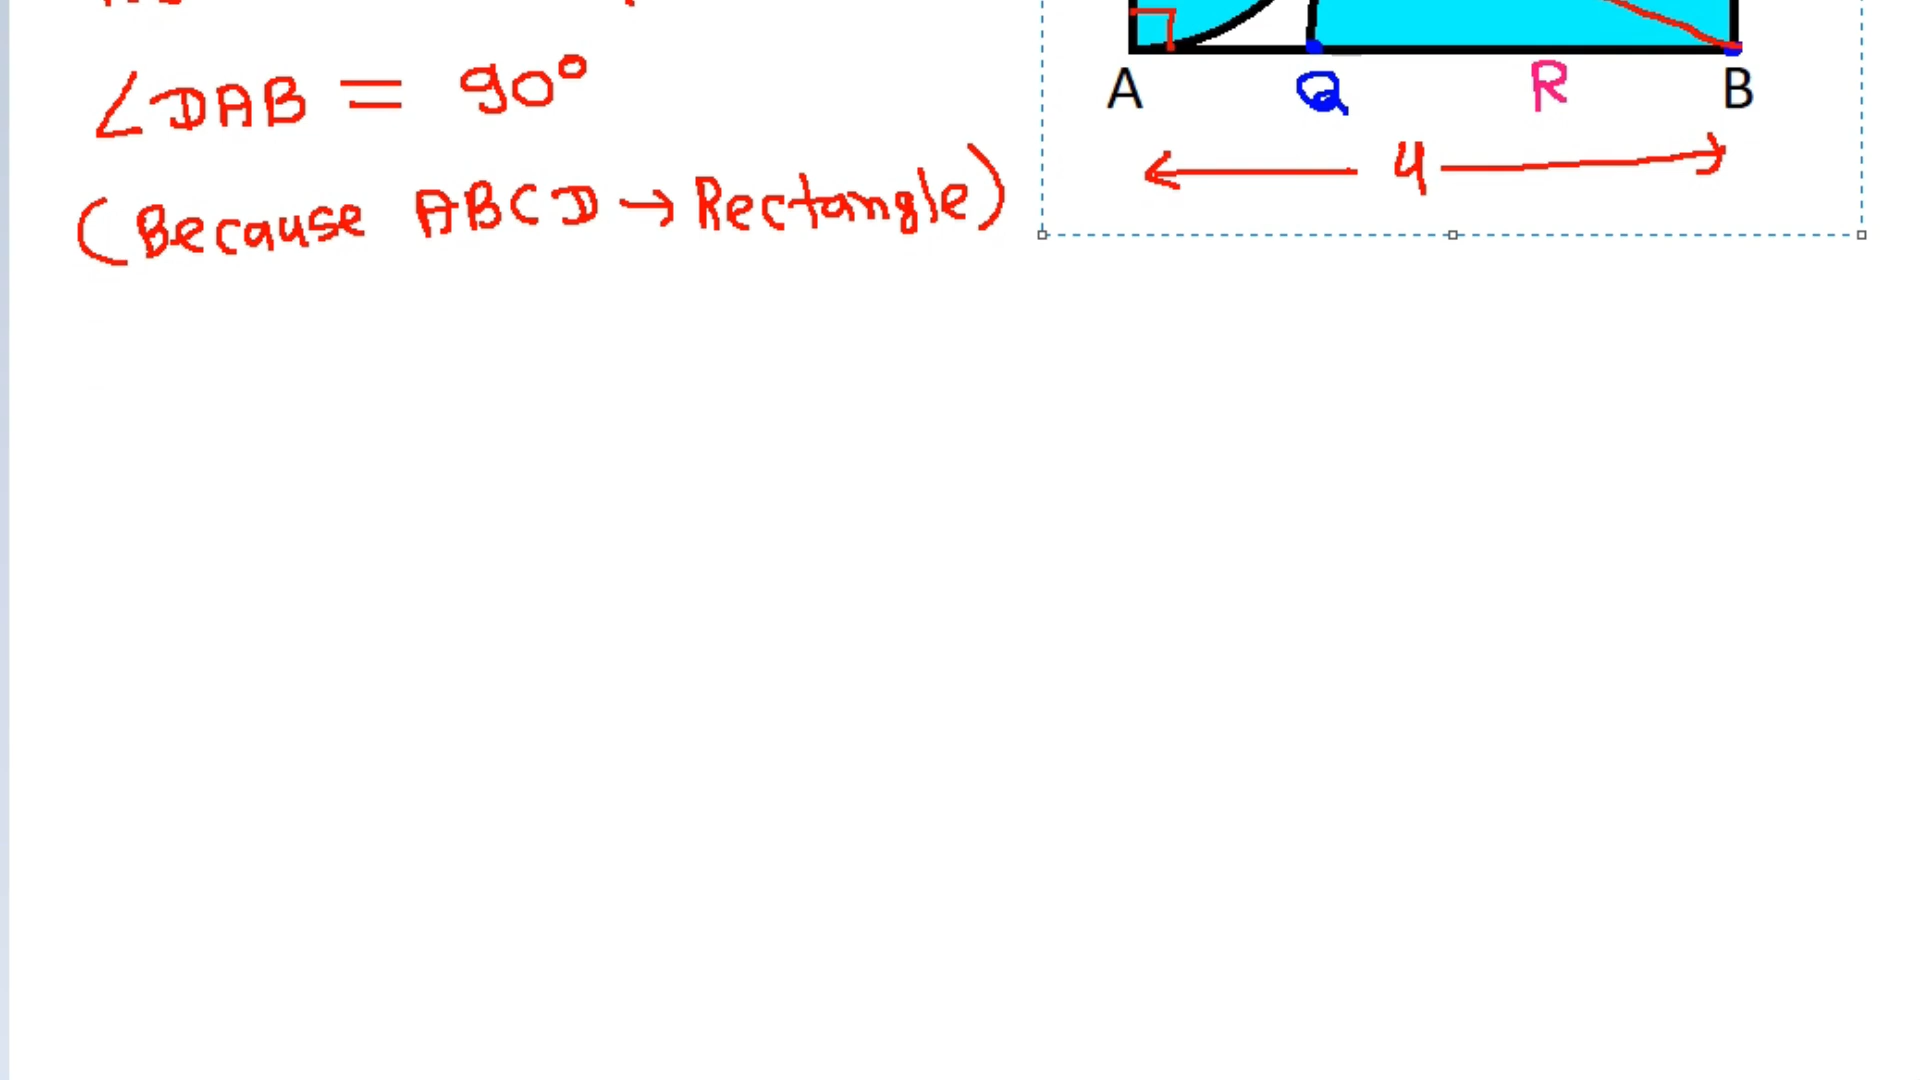 ∠DAB = 90°
(Because ABCD → Rectangle)
A Q R B
4